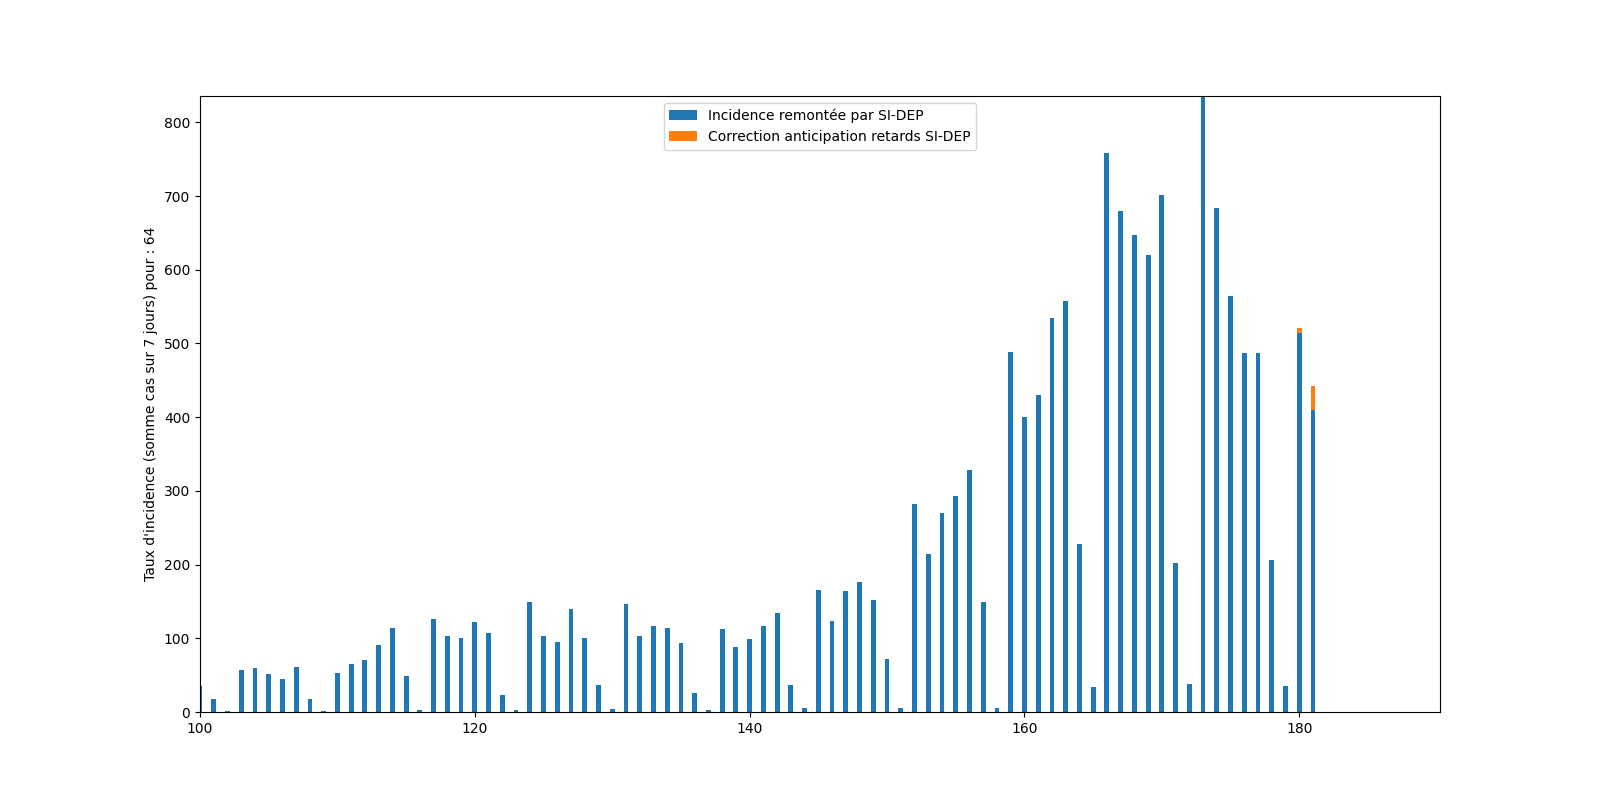 Incidence remontée par SI-DEP
Correction anticipation retards SI-DEP
Taux d'incidence (somme cas sur 7 jours) pour : 64
800
700
600
500
400
300
200
100
0
100 120 140 160 180